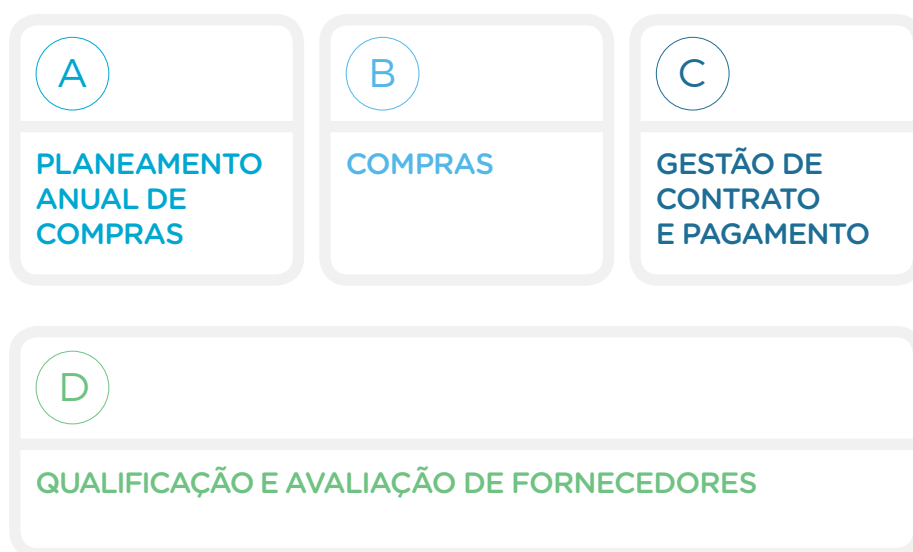 A
PLANEAMENTO
ANUAL DE
COMPRAS
B
COMPRAS
C
GESTÃO DE
CONTRATO
E PAGAMENTO
D
QUALIFICAÇÃO E AVALIAÇÃO DE FORNECEDORES